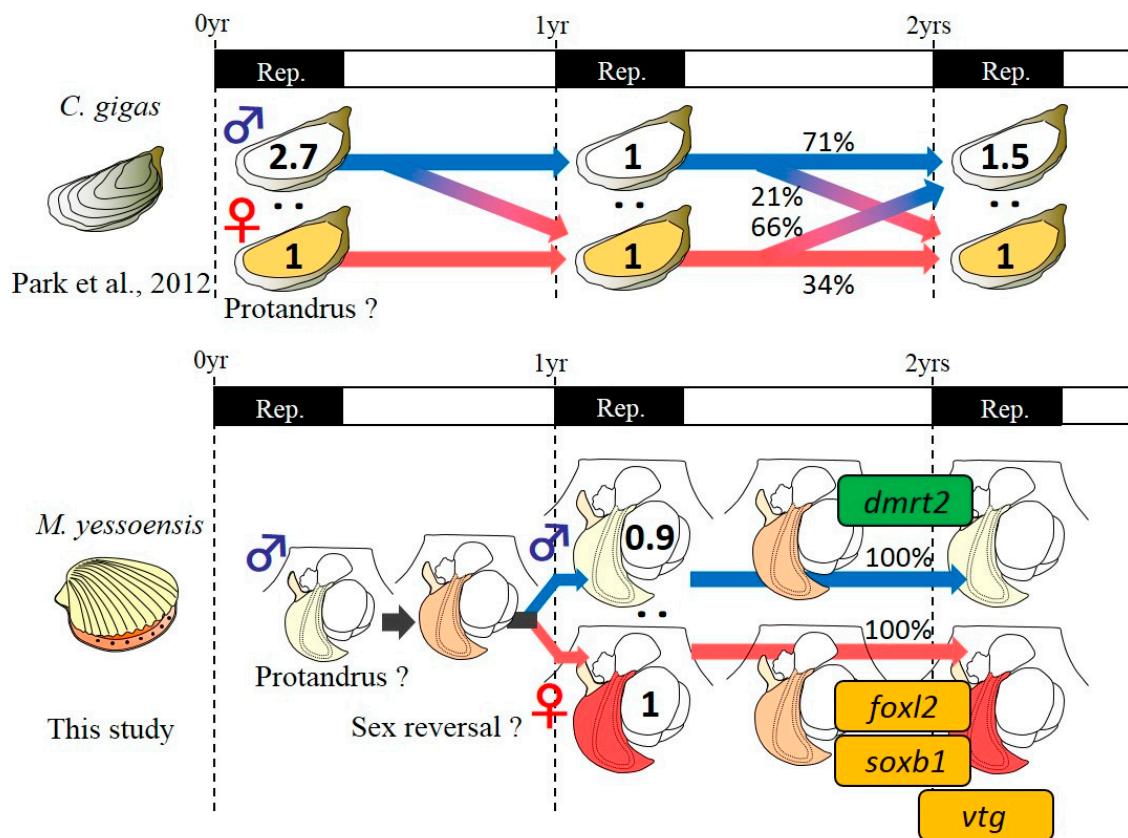 0yr 1yr 2yrs
Rep. Rep. Rep.
C. gigas
♂ 2.7 1 71% 1.5
: : :
21%
♀ 66%
1 1 1
Park et al., 2012 34%
Protandrus ?
0yr 1yr 2yrs
Rep. Rep. Rep.
dmrt2
M. yessoensis
♂ ♂ 0.9 100%
:
100%
Protandrus ?
♀ 1 foxl2
This study Sex reversal ?
soxb1
vtg